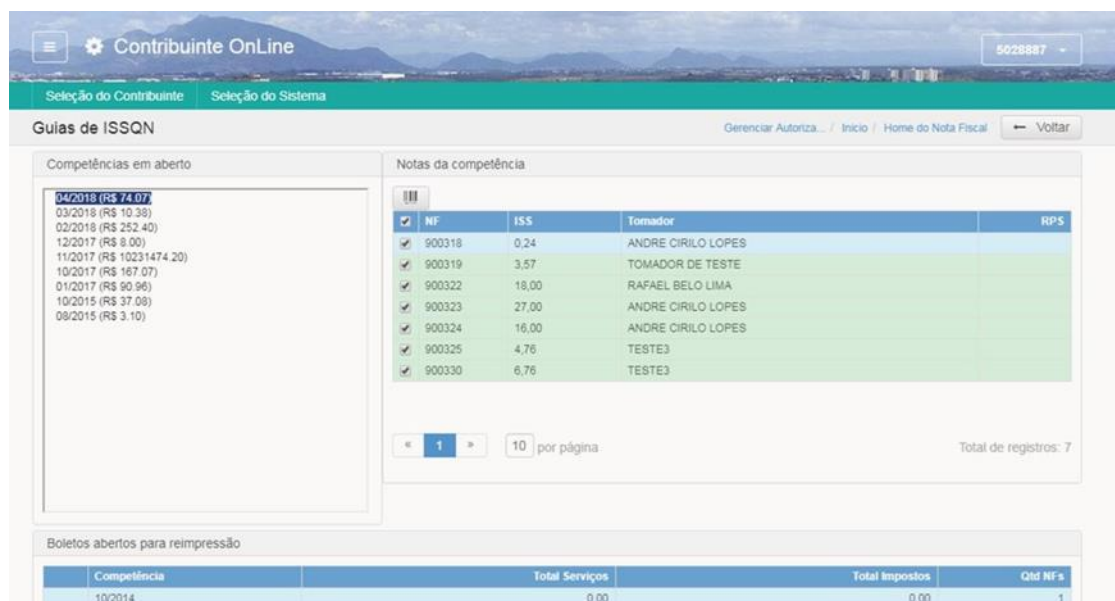 Contribuinte OnLine
5028887
Seleção do Contribuinte Seleção do Sistema
Guias de ISSQN
Gerenciar Autoriza... / Inicio / Home do Nota Fiscal
← Voltar
Competências em aberto
04/2018 (R$ 74.07)
03/2018 (R$ 10.38)
02/2018 (R$ 252.40)
12/2017 (R$ 8.00)
11/2017 (R$ 10231474.20)
10/2017 (R$ 167.07)
01/2017 (R$ 90.96)
10/2015 (R$ 37.08)
08/2015 (R$ 3.10)
Notas da competência
NF ISS Tomador RPS
900318 0,24 ANDRE CIRILO LOPES
900319 3,57 TOMADOR DE TESTE
900322 18,00 RAFAEL BELO LIMA
900323 27,00 ANDRE CIRILO LOPES
900324 16,00 ANDRE CIRILO LOPES
900325 4,76 TESTE3
900330 6,76 TESTE3
« 1 » 10 por página
Total de registros: 7
Boletos abertos para reimpressão
Competência Total Serviços Total Impostos Qtd NFs
10/2014 0,00 0,00 1